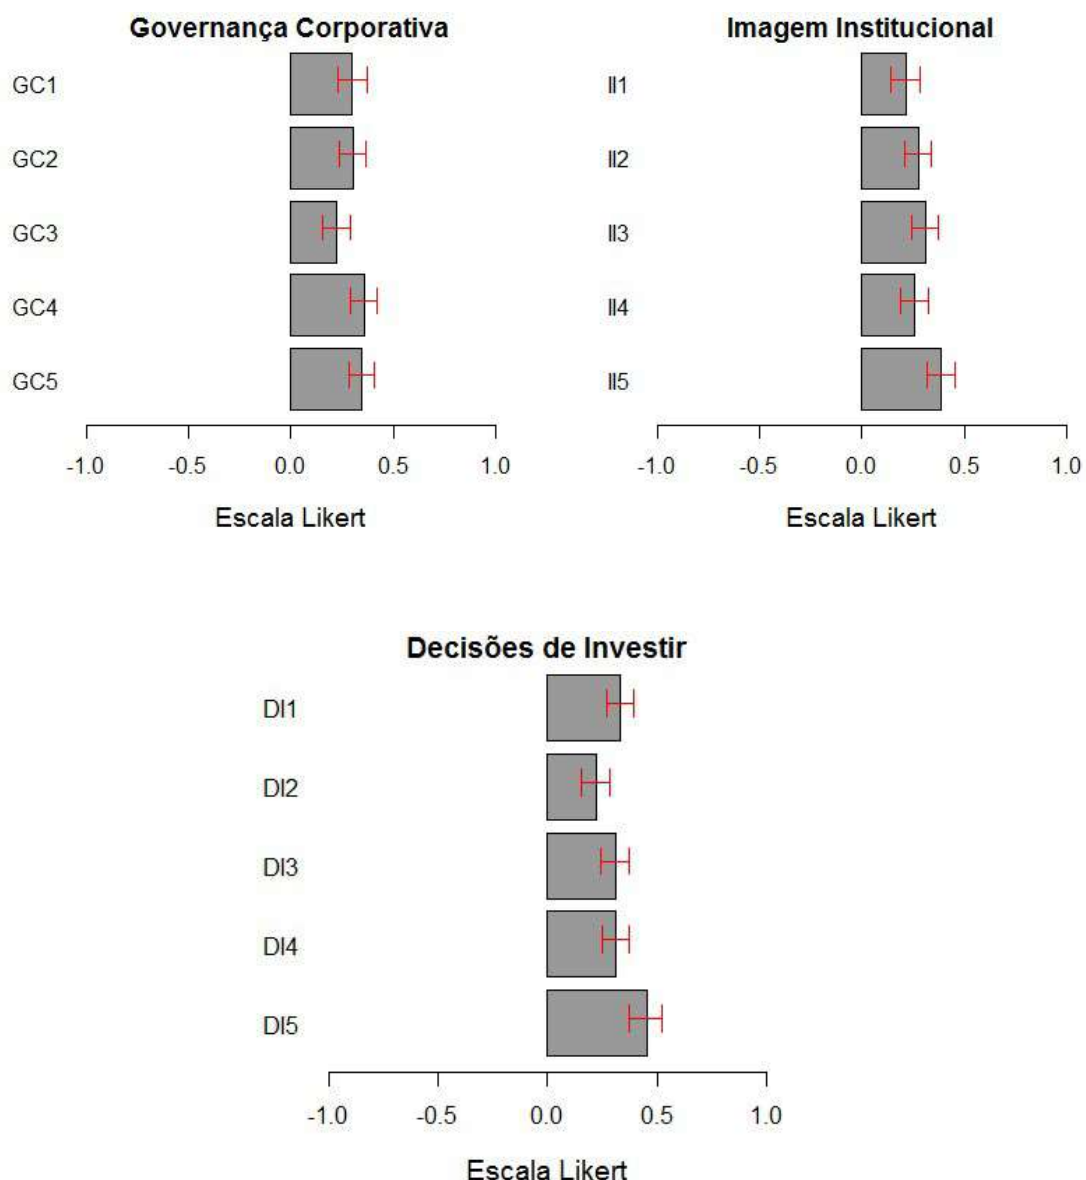 Governança Corporativa
GC1
GC2
GC3
GC4
GC5
-1.0 -0.5 0.0 0.5 1.0
Escala Likert
Imagem Institucional
II1
II2
II3
II4
II5
-1.0 -0.5 0.0 0.5 1.0
Escala Likert
Decisões de Investir
DI1
DI2
DI3
DI4
DI5
-1.0 -0.5 0.0 0.5 1.0
Escala Likert